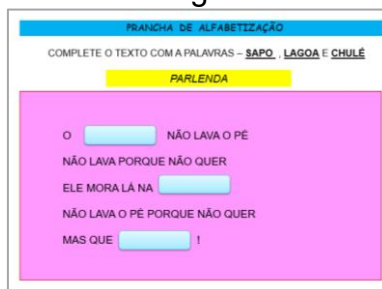 PRANCHA DE ALFABETIZAÇÃO
COMPLETE O TEXTO COM A PALAVRAS – SAPO , LAGOA E CHULÉ
PARLENDA
O NÃO LAVA O PÉ
NÃO LAVA PORQUE NÃO QUER
ELE MORA LÁ NA
NÃO LAVA O PÉ PORQUE NÃO QUER
MAS QUE !